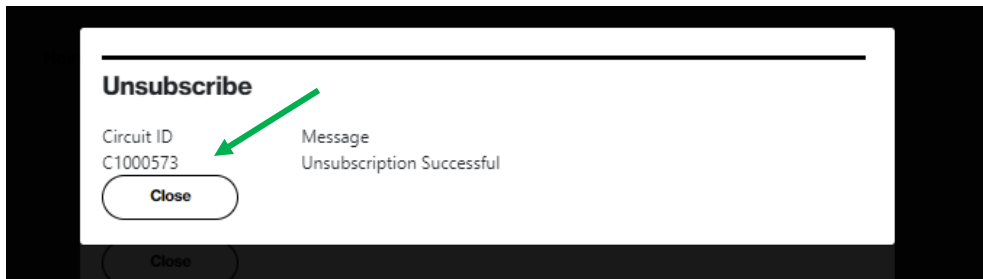 Unsubscribe
Circuit ID Message
C1000573 Unsubscription Successful
Close
Close